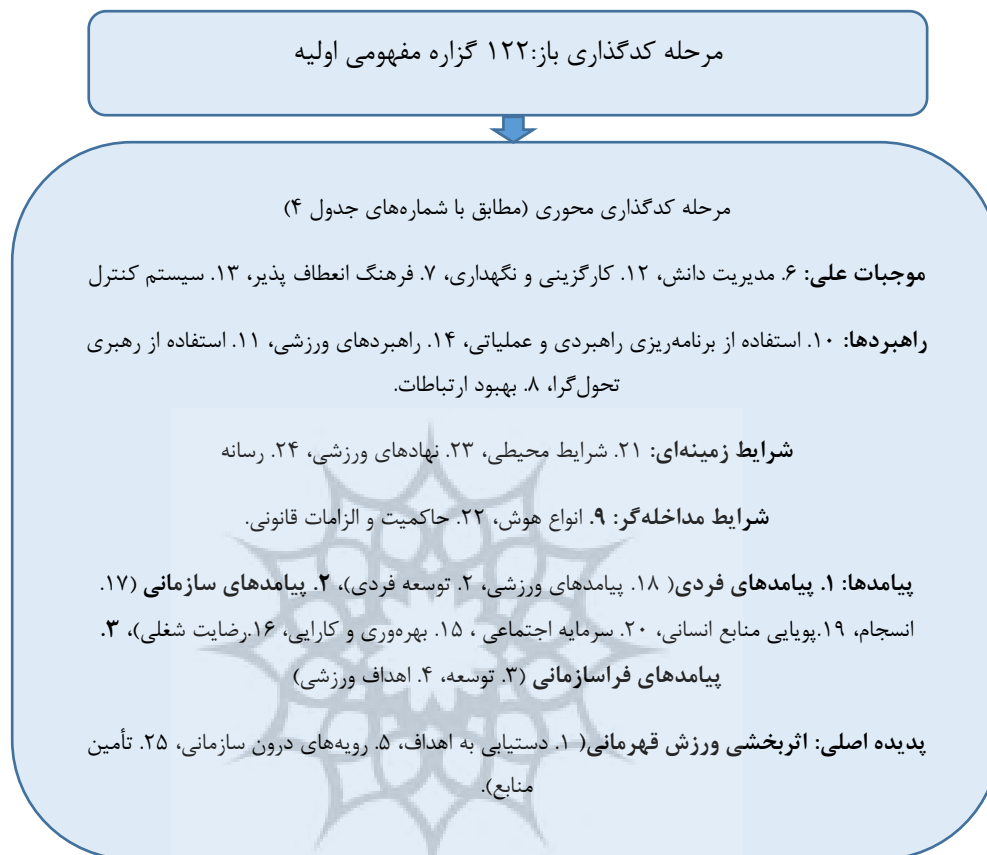 مرحله کدگذاری باز:۱۲۲ گزاره مفهومی اولیه
مرحله کدگذاری محوری (مطابق با شماره‌های جدول ۴)
موجبات علی: ۶. مدیریت دانش، ۱۲. کارگزینی و نگهداری، ۷. فرهنگ انعطاف پذیر، ۱۳. سیستم کنترل
راهبردها: ۱۰. استفاده از برنامه‌ریزی راهبردی و عملیاتی، ۱۴. راهبردهای ورزشی، ۱۱. استفاده از رهبری
تحول‌گرا، ۸. بهبود ارتباطات.
شرایط زمینه‌ای: ۲۱. شرایط محیطی، ۲۳. نهادهای ورزشی، ۲۴. رسانه
شرایط مداخله‌گر: ۹. انواع هوش، ۲۲. حاکمیت و الزامات قانونی.
پیامدها: ۱. پیامدهای فردی( ۱۸. پیامدهای ورزشی، ۲. توسعه فردی)، ۲. پیامدهای سازمانی (۱۷.
انسجام، ۱۹.پویایی منابع انسانی، ۲۰. سرمایه اجتماعی ، ۱۵. بهره‌وری و کارایی، ۱۶.رضایت شغلی)، ۳.
پیامدهای فراسازمانی (۳. توسعه، ۴. اهداف ورزشی)
پدیده اصلی: اثربخشی ورزش قهرمانی( ۱. دستیابی به اهداف، ۵. رویه‌های درون سازمانی، ۲۵. تأمین
منابع).